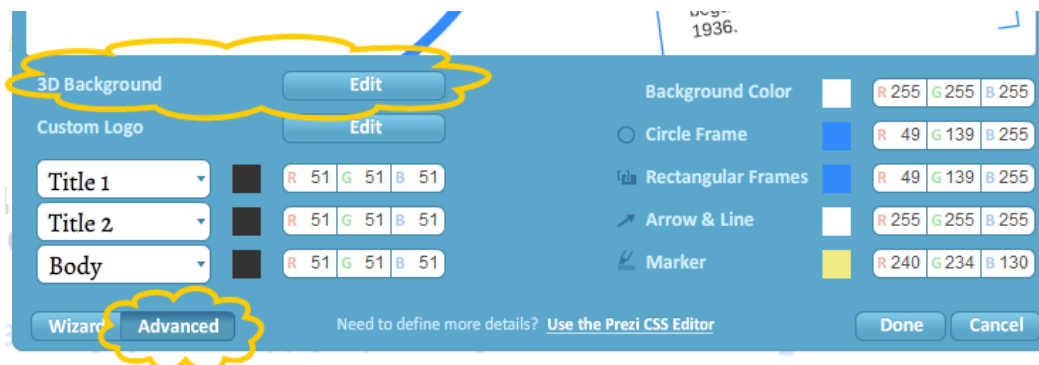 1936.
3D Background Edit Background Color R 255 G 255 B 255
Custom Logo Edit Circle Frame R 49 G 139 B 255
Title 1 R 51 G 51 B 51 Rectangular Frames R 49 G 139 B 255
Title 2 R 51 G 51 B 51 Arrow & Line R 255 G 255 B 255
Body R 51 G 51 B 51 Marker R 240 G 234 B 130
Wizard Advanced Need to define more details? Use the Prezi CSS Editor Done Cancel